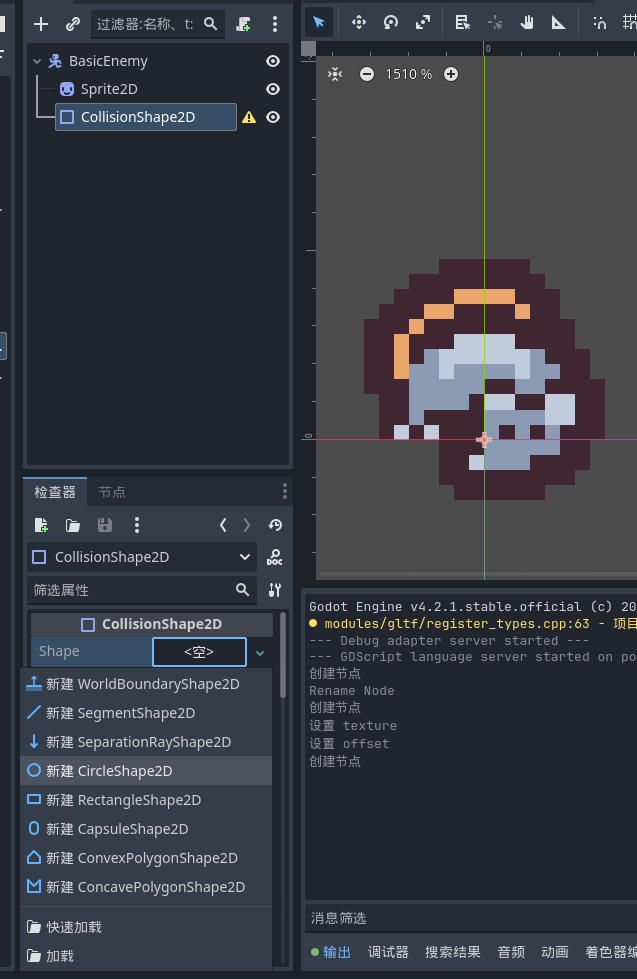 过滤器:名称、t:
BasicEnemy
Sprite2D
CollisionShape2D
0
1510 %
0
检查器
节点
CollisionShape2D
DOC
筛选属性
CollisionShape2D
Shape
<空>
新建 WorldBoundaryShape2D
新建 SegmentShape2D
新建 SeparationRayShape2D
新建 CircleShape2D
新建 RectangleShape2D
新建 CapsuleShape2D
新建 ConvexPolygonShape2D
新建 ConcavePolygonShape2D
快速加载
加载
Godot Engine v4.2.1.stable.official (c) 20
modules/gltf/register_types.cpp:63 - 项目
--- Debug adapter server started ---
--- GDScript language server started on po
创建节点
Rename Node
创建节点
设置 texture
设置 offset
创建节点
消息筛选
输出
调试器
搜索结果
音频
动画
着色器编